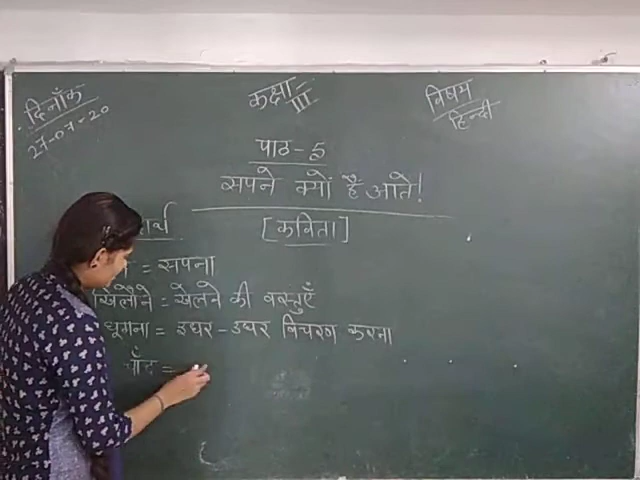 दिनाँक
27-07-20
कक्षा III
विषय
हिन्दी
पाठ - 5
सपने क्यों है आते!
[कविता]
= सपना
खिलौने = खेलने की वस्तुएँ
घूमना = इधर - उधर विचरण करना
=